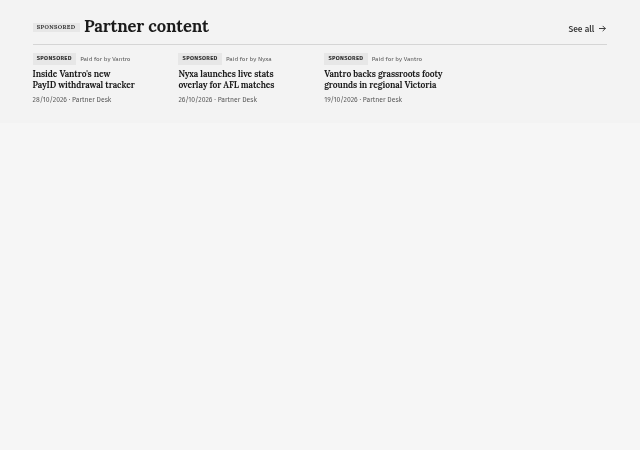 SPONSORED Partner content
See all →
SPONSORED Paid for by Vantro
Inside Vantro's new
PayID withdrawal tracker
28/10/2026 · Partner Desk
SPONSORED Paid for by Nyxa
Nyxa launches live stats
overlay for AFL matches
26/10/2026 · Partner Desk
SPONSORED Paid for by Vantro
Vantro backs grassroots footy
grounds in regional Victoria
19/10/2026 · Partner Desk